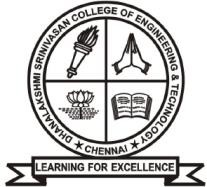 DHANALAKSHMI SRINIVASAN COLLEGE OF ENGINEERING & TECHNOLOGY
★ CHENNAI ★
LEARNING FOR EXCELLENCE